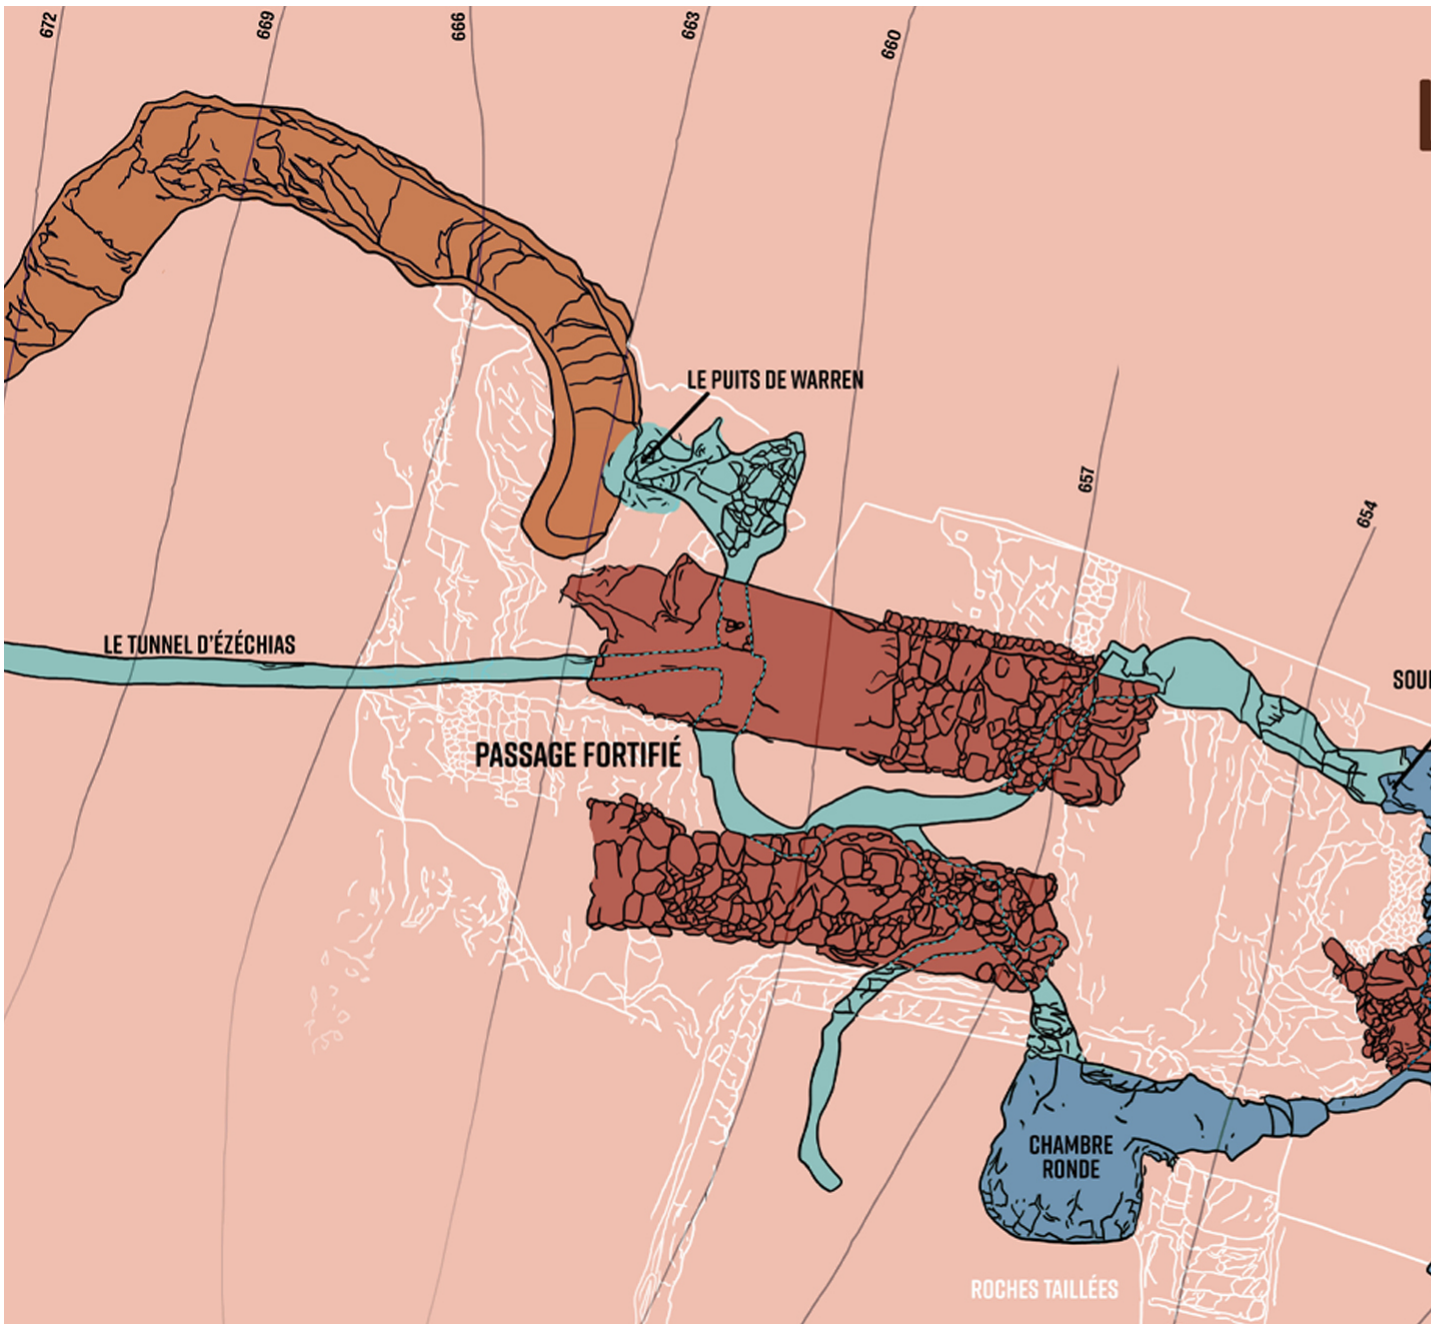 672
669
666
663
660
LE PUITS DE WARREN
657
654
LE TUNNEL D'ÉZÉCHIAS
SOU
PASSAGE FORTIFIÉ
CHAMBRE
RONDE
ROCHES TAILLÉES